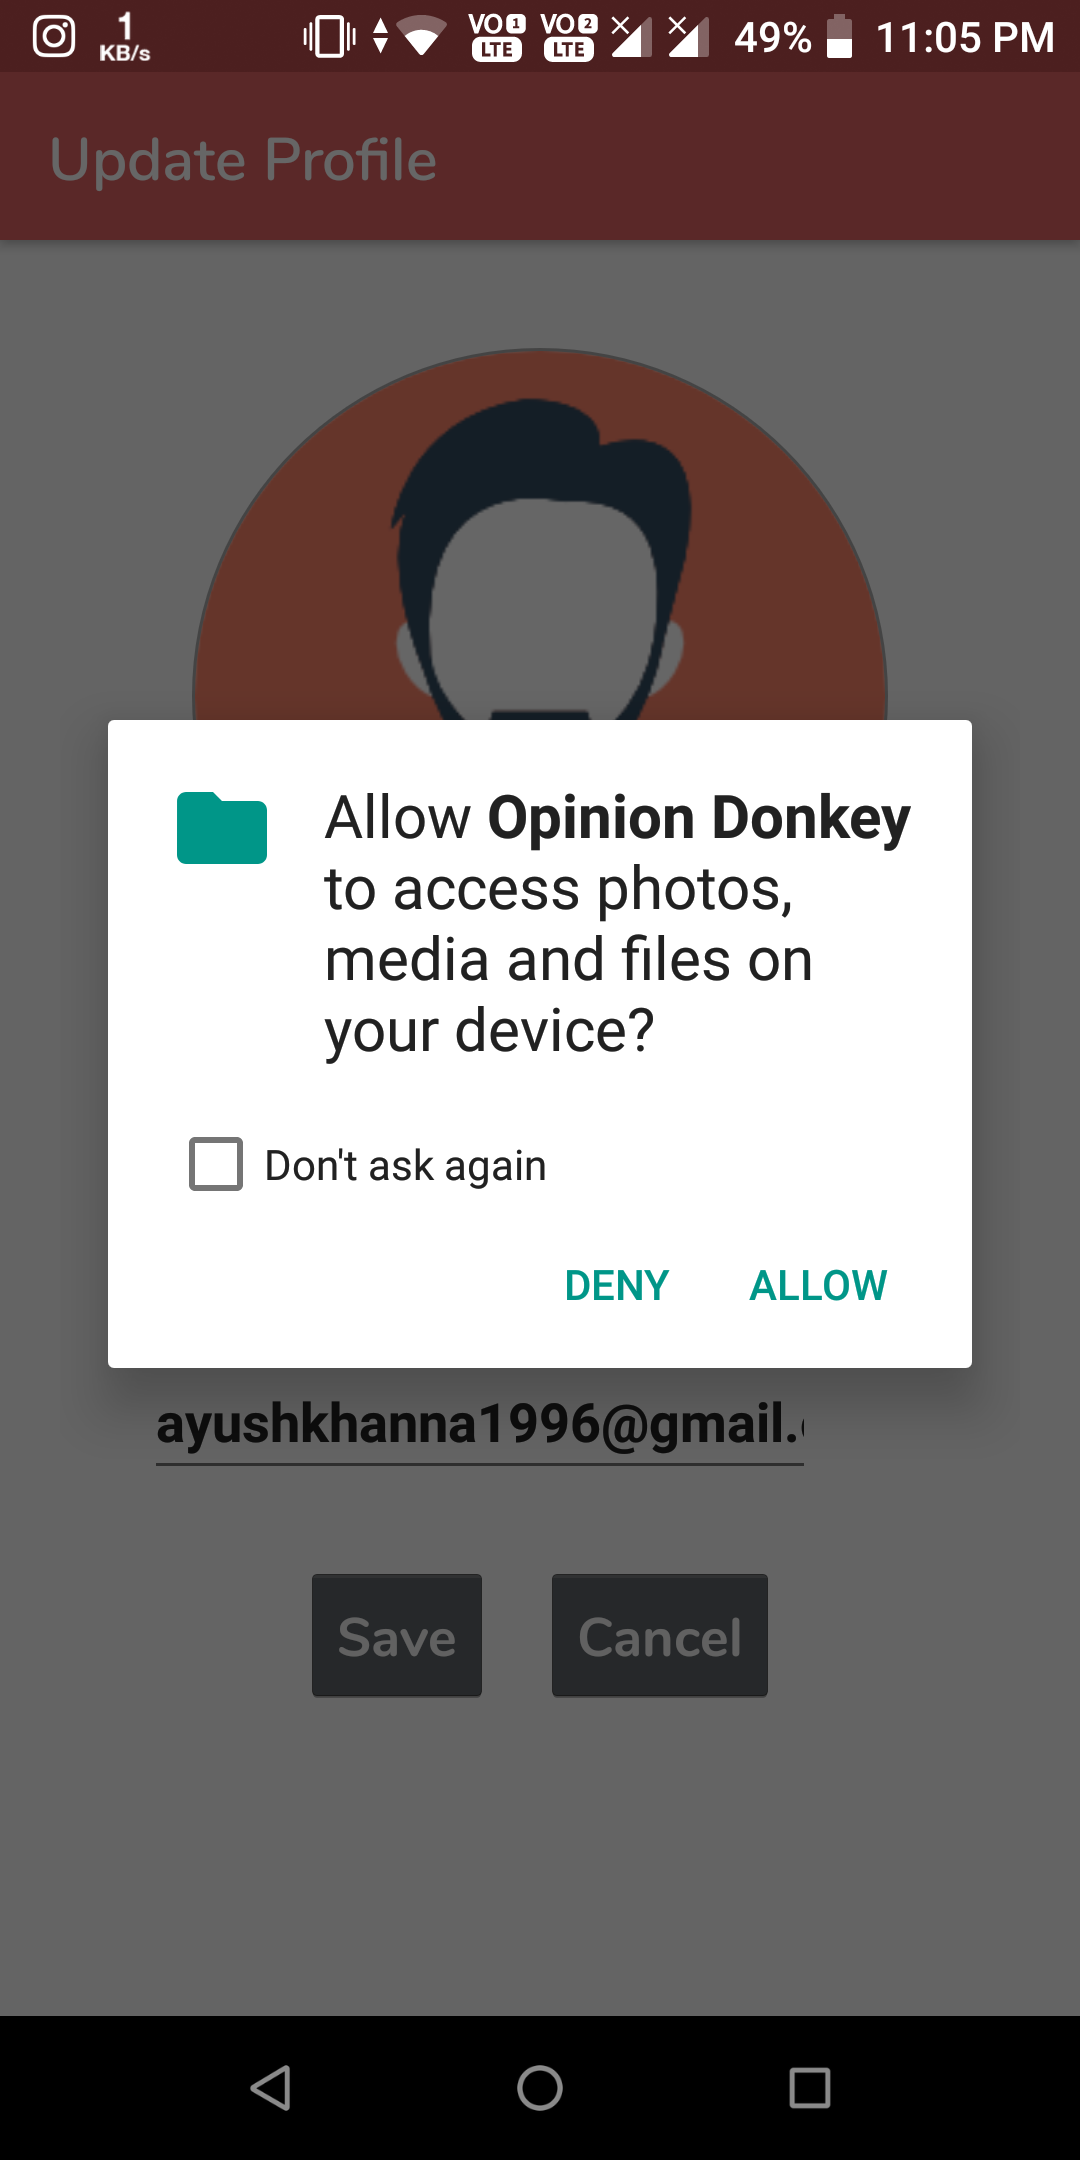 1 KB/s VO 1 LTE VO 2 LTE 49% 11:05 PM
Update Profile
Allow Opinion Donkey
to access photos,
media and files on
your device?
Don't ask again
DENY ALLOW
ayushkhanna1996@gmail.
Save Cancel